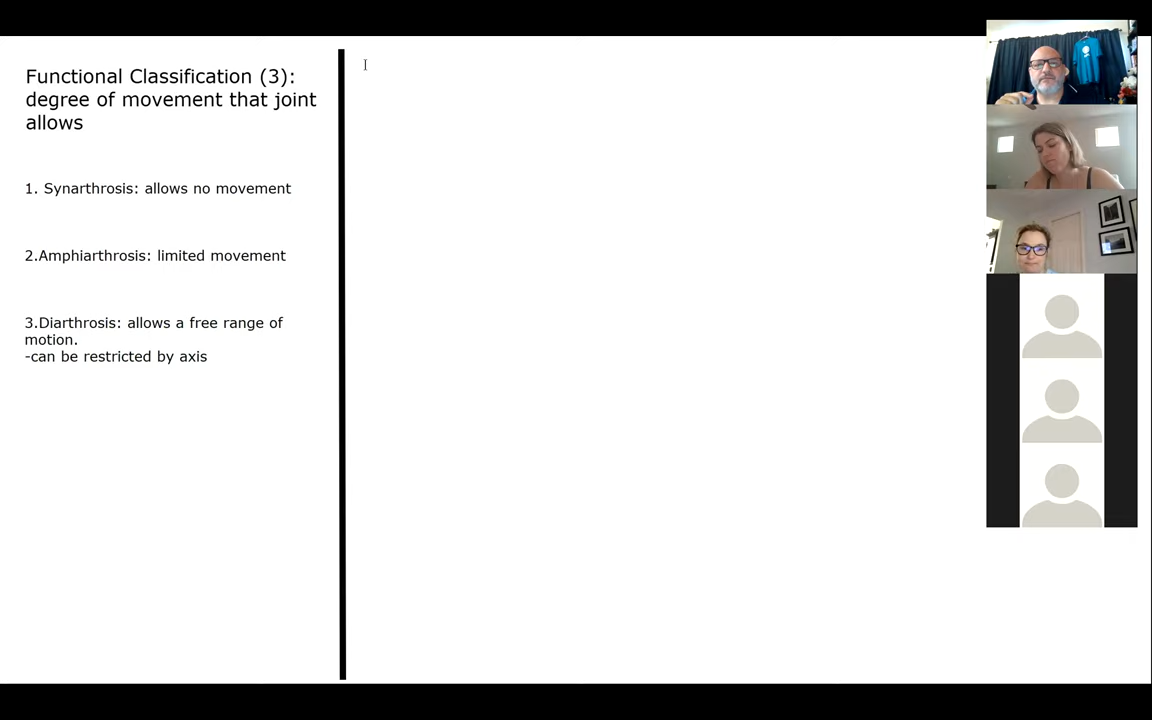 Functional Classification (3):
degree of movement that joint
allows
1. Synarthrosis: allows no movement
2.Amphiarthrosis: limited movement
3.Diarthrosis: allows a free range of
motion.
-can be restricted by axis